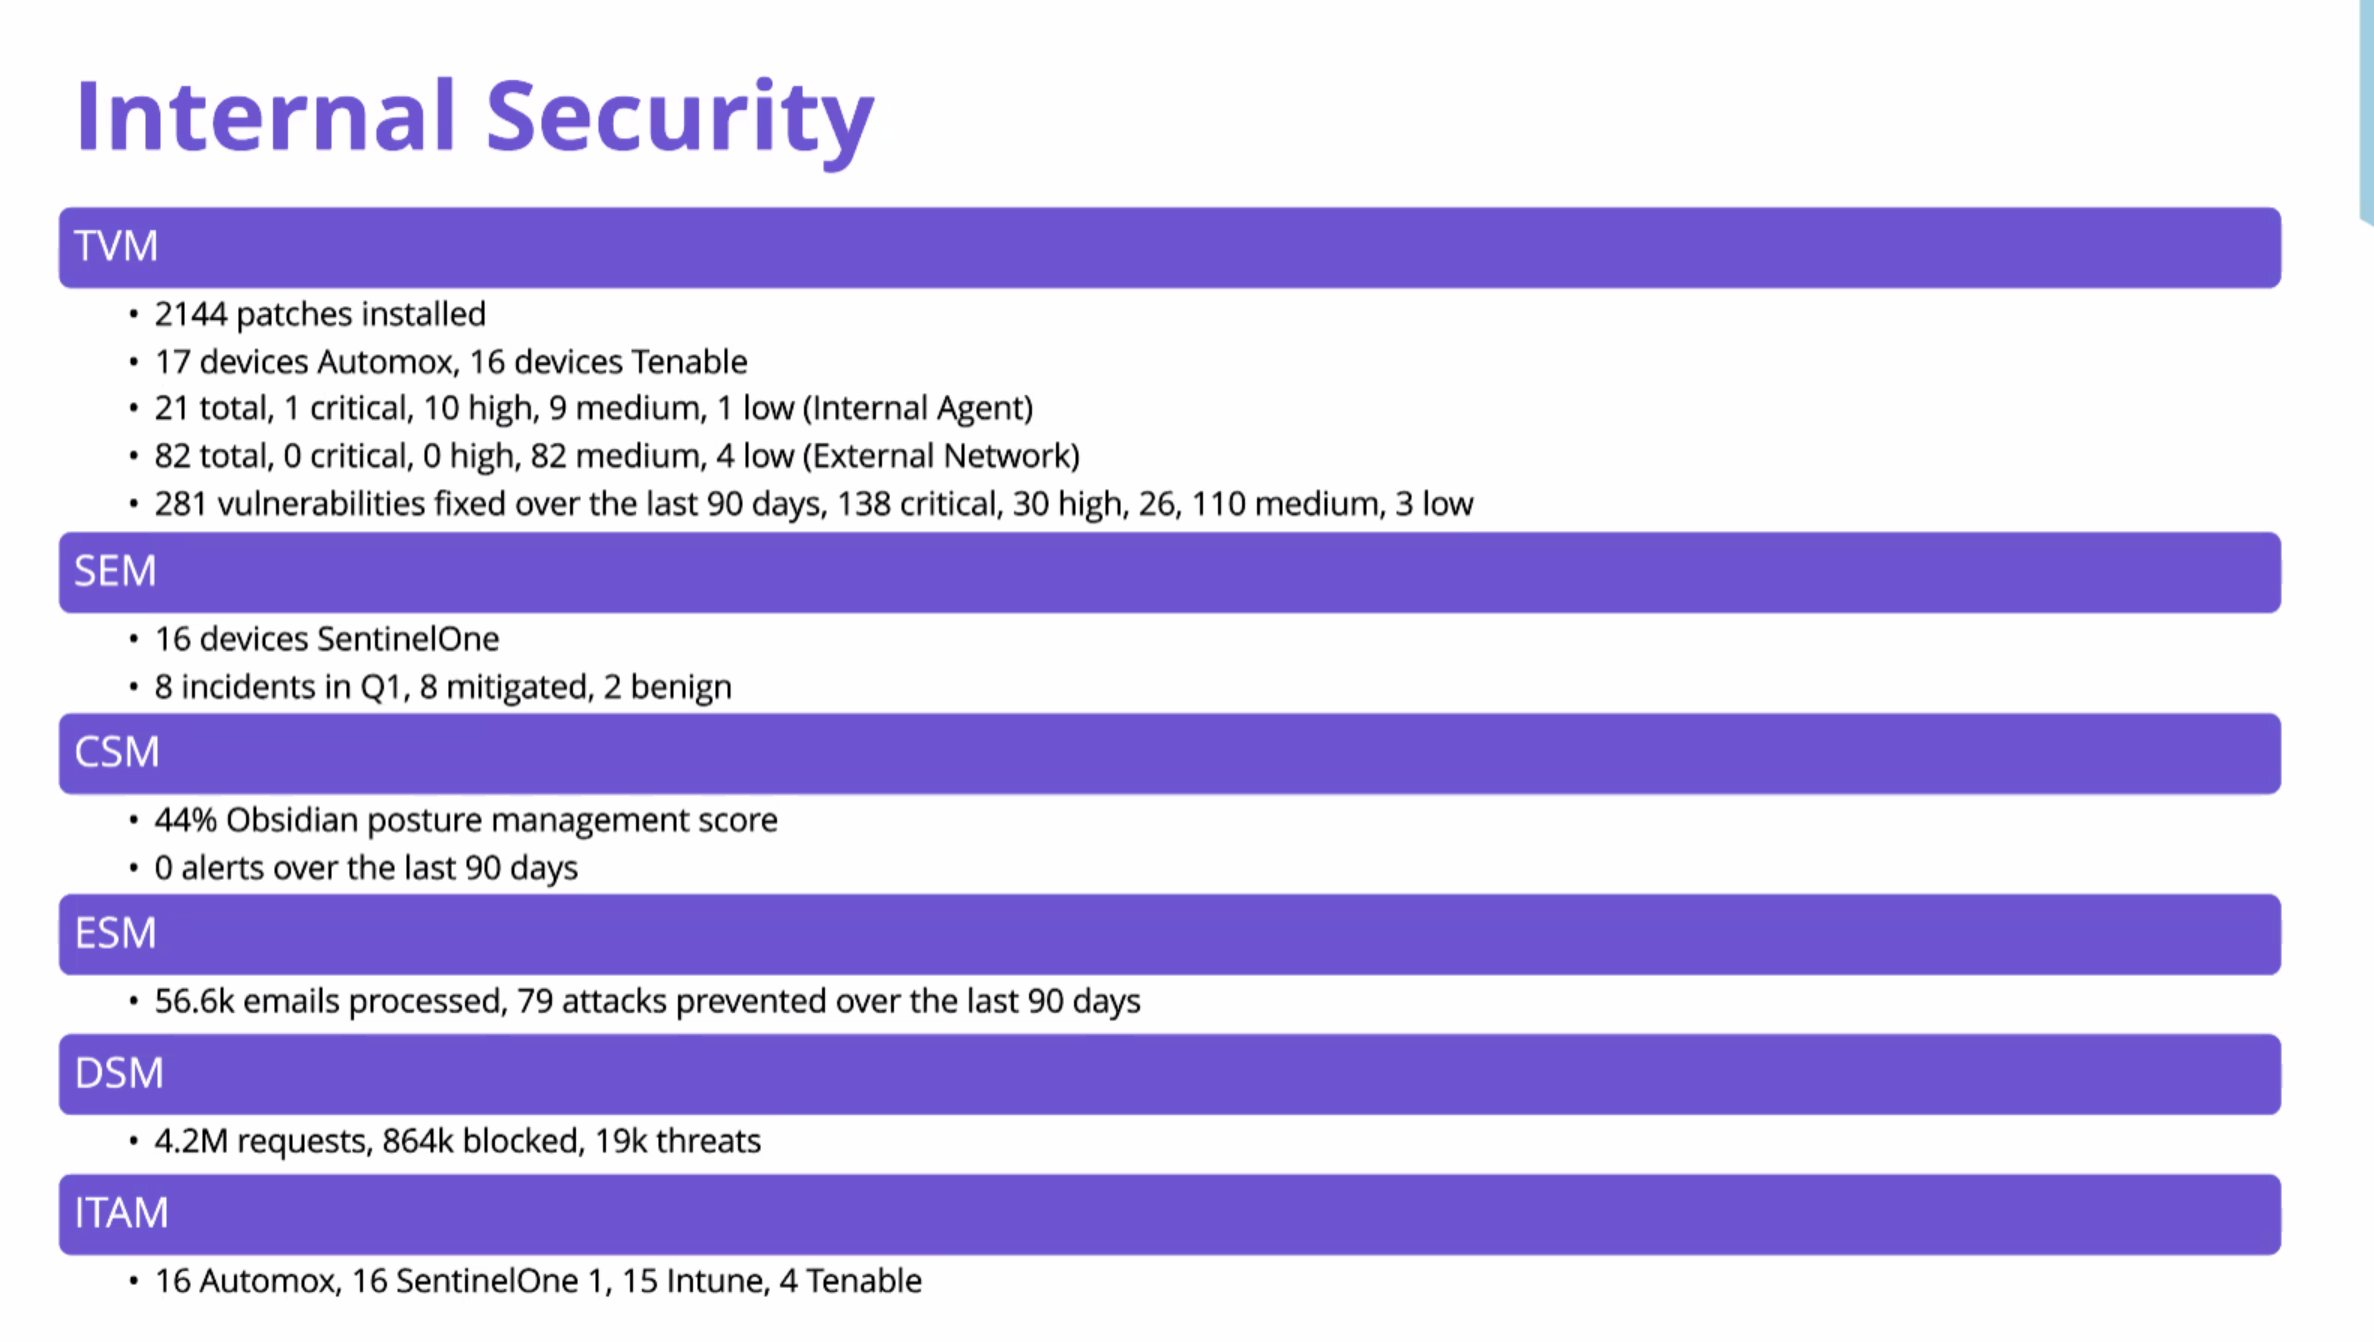 Internal Security
TVM
• 2144 patches installed
• 17 devices Automox, 16 devices Tenable
• 21 total, 1 critical, 10 high, 9 medium, 1 low (Internal Agent)
• 82 total, 0 critical, 0 high, 82 medium, 4 low (External Network)
• 281 vulnerabilities fixed over the last 90 days, 138 critical, 30 high, 26, 110 medium, 3 low
SEM
• 16 devices SentinelOne
• 8 incidents in Q1, 8 mitigated, 2 benign
CSM
• 44% Obsidian posture management score
• 0 alerts over the last 90 days
ESM
• 56.6k emails processed, 79 attacks prevented over the last 90 days
DSM
• 4.2M requests, 864k blocked, 19k threats
ITAM
• 16 Automox, 16 SentinelOne 1, 15 Intune, 4 Tenable